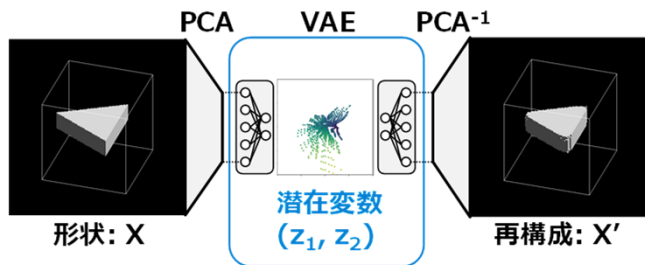 PCA VAE PCA⁻¹
潜在変数
(z₁, z₂)
形状: X
再構成: X′